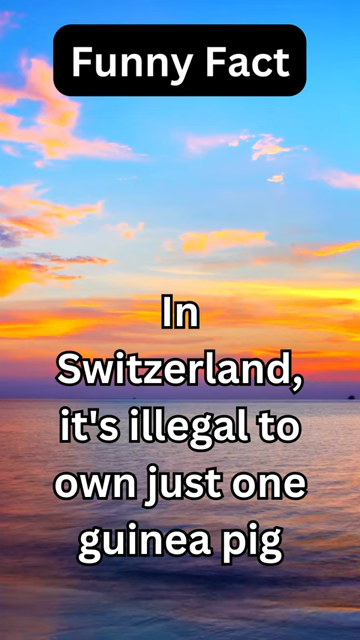 Funny Fact
In
Switzerland,
it's illegal to
own just one
guinea pig